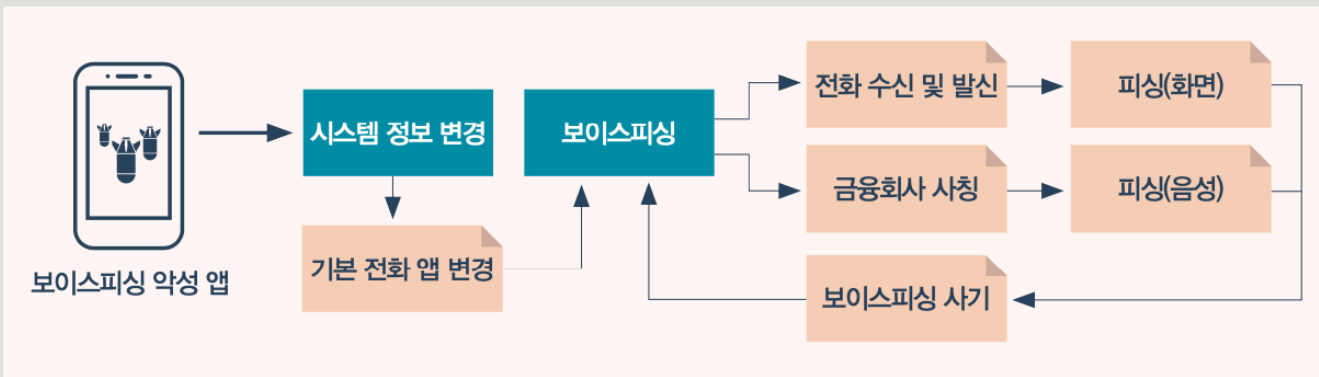 보이스피싱 악성 앱
시스템 정보 변경
기본 전화 앱 변경
보이스피싱
전화 수신 및 발신
피싱(화면)
금융회사 사칭
피싱(음성)
보이스피싱 사기